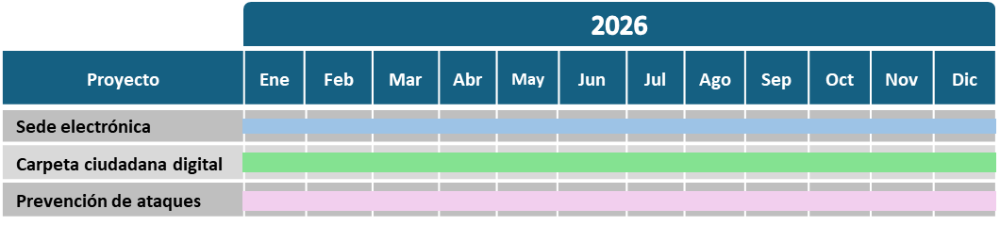 2026
Proyecto Ene Feb Mar Abr May Jun Jul Ago Sep Oct Nov Dic
Sede electrónica
Carpeta ciudadana digital
Prevención de ataques